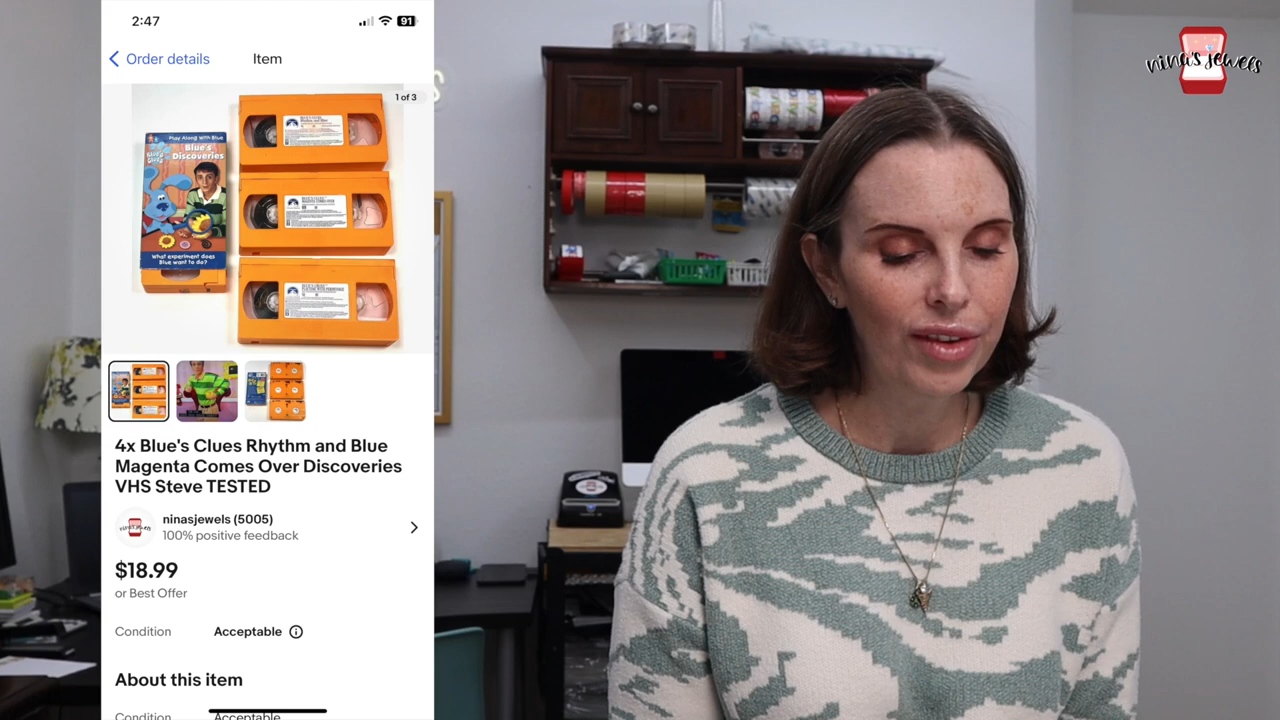 2:47
91
Order details
Item
1 of 3
Play Along With Blue
Blue's
Discoveries
What experiment does
Blue want to do?
4x Blue's Clues Rhythm and Blue
Magenta Comes Over Discoveries
VHS Steve TESTED
ninasjewels (5005)
100% positive feedback
$18.99
or Best Offer
Condition
Acceptable
About this item
Condition
Acceptable
nina's jewels